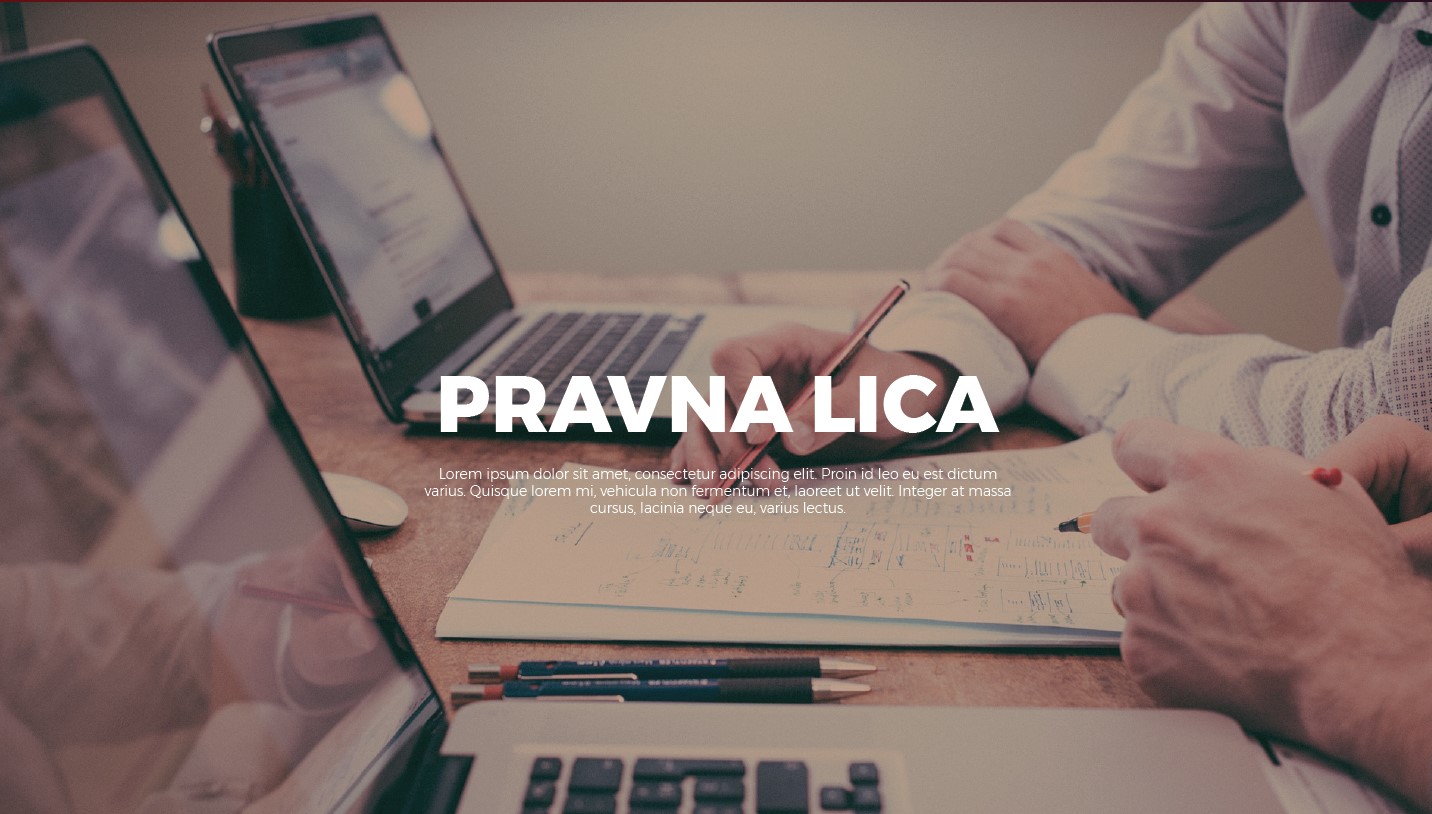 PRAVNA LICA
Lorem ipsum dolor sit amet, consectetur adipiscing elit. Proin id leo eu est dictum
varius. Quisque lorem mi, vehicula non fermentum et, laoreet ut velit. Integer at massa
cursus, lacinia neque eu, varius lectus.